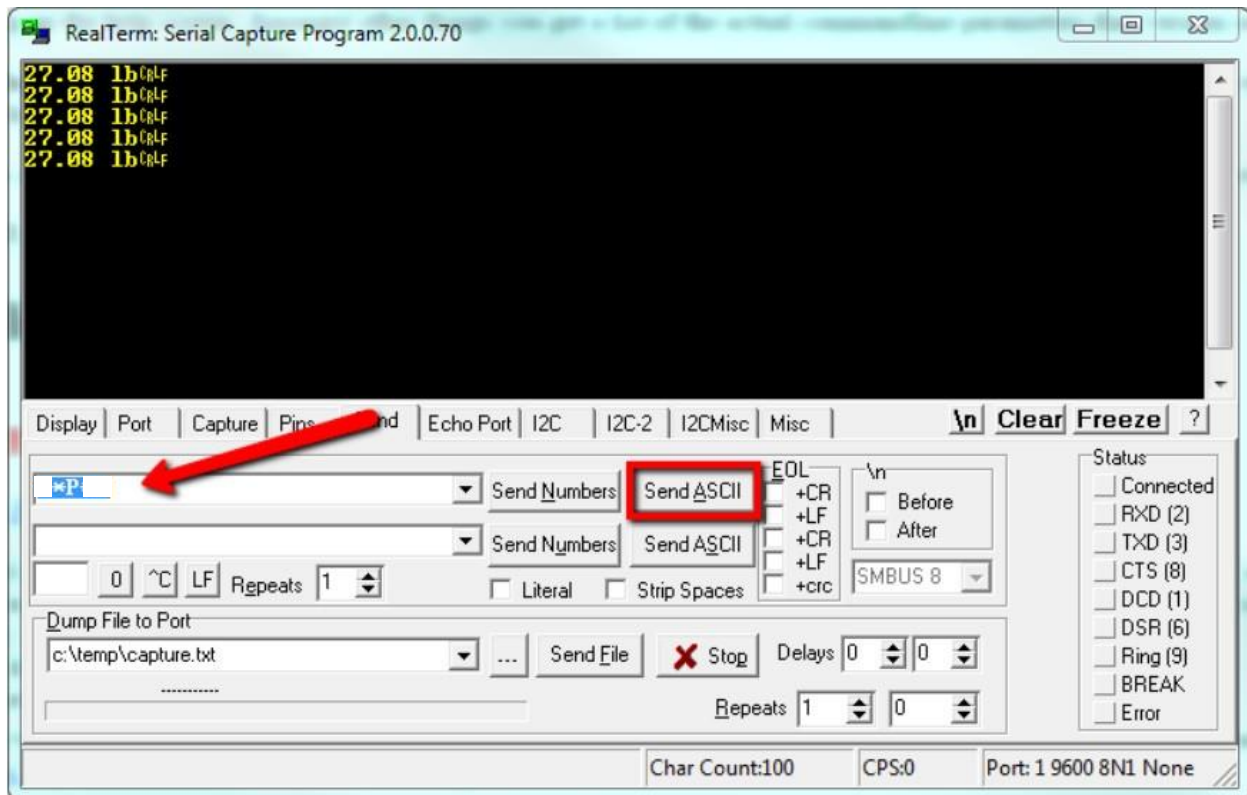 RealTerm: Serial Capture Program 2.0.0.70
27.08 lbCRLF
27.08 lbCRLF
27.08 lbCRLF
27.08 lbCRLF
27.08 lbCRLF
Display Port Capture Pins nd Echo Port I2C I2C-2 I2CMisc Misc \n Clear Freeze ?
*P Send Numbers Send ASCII
Send Numbers Send ASCII
EOL
+CR
+LF
+CR
+LF
+crc
\n
Before
After
SMBUS 8
0 ^C LF Repeats 1 Literal Strip Spaces
Dump File to Port
c:\temp\capture.txt ... Send File Stop Delays 0 0
-----------
Repeats 1 0
Status
Connected
RXD (2)
TXD (3)
CTS (8)
DCD (1)
DSR (6)
Ring (9)
BREAK
Error
Char Count:100 CPS:0 Port: 1 9600 8N1 None